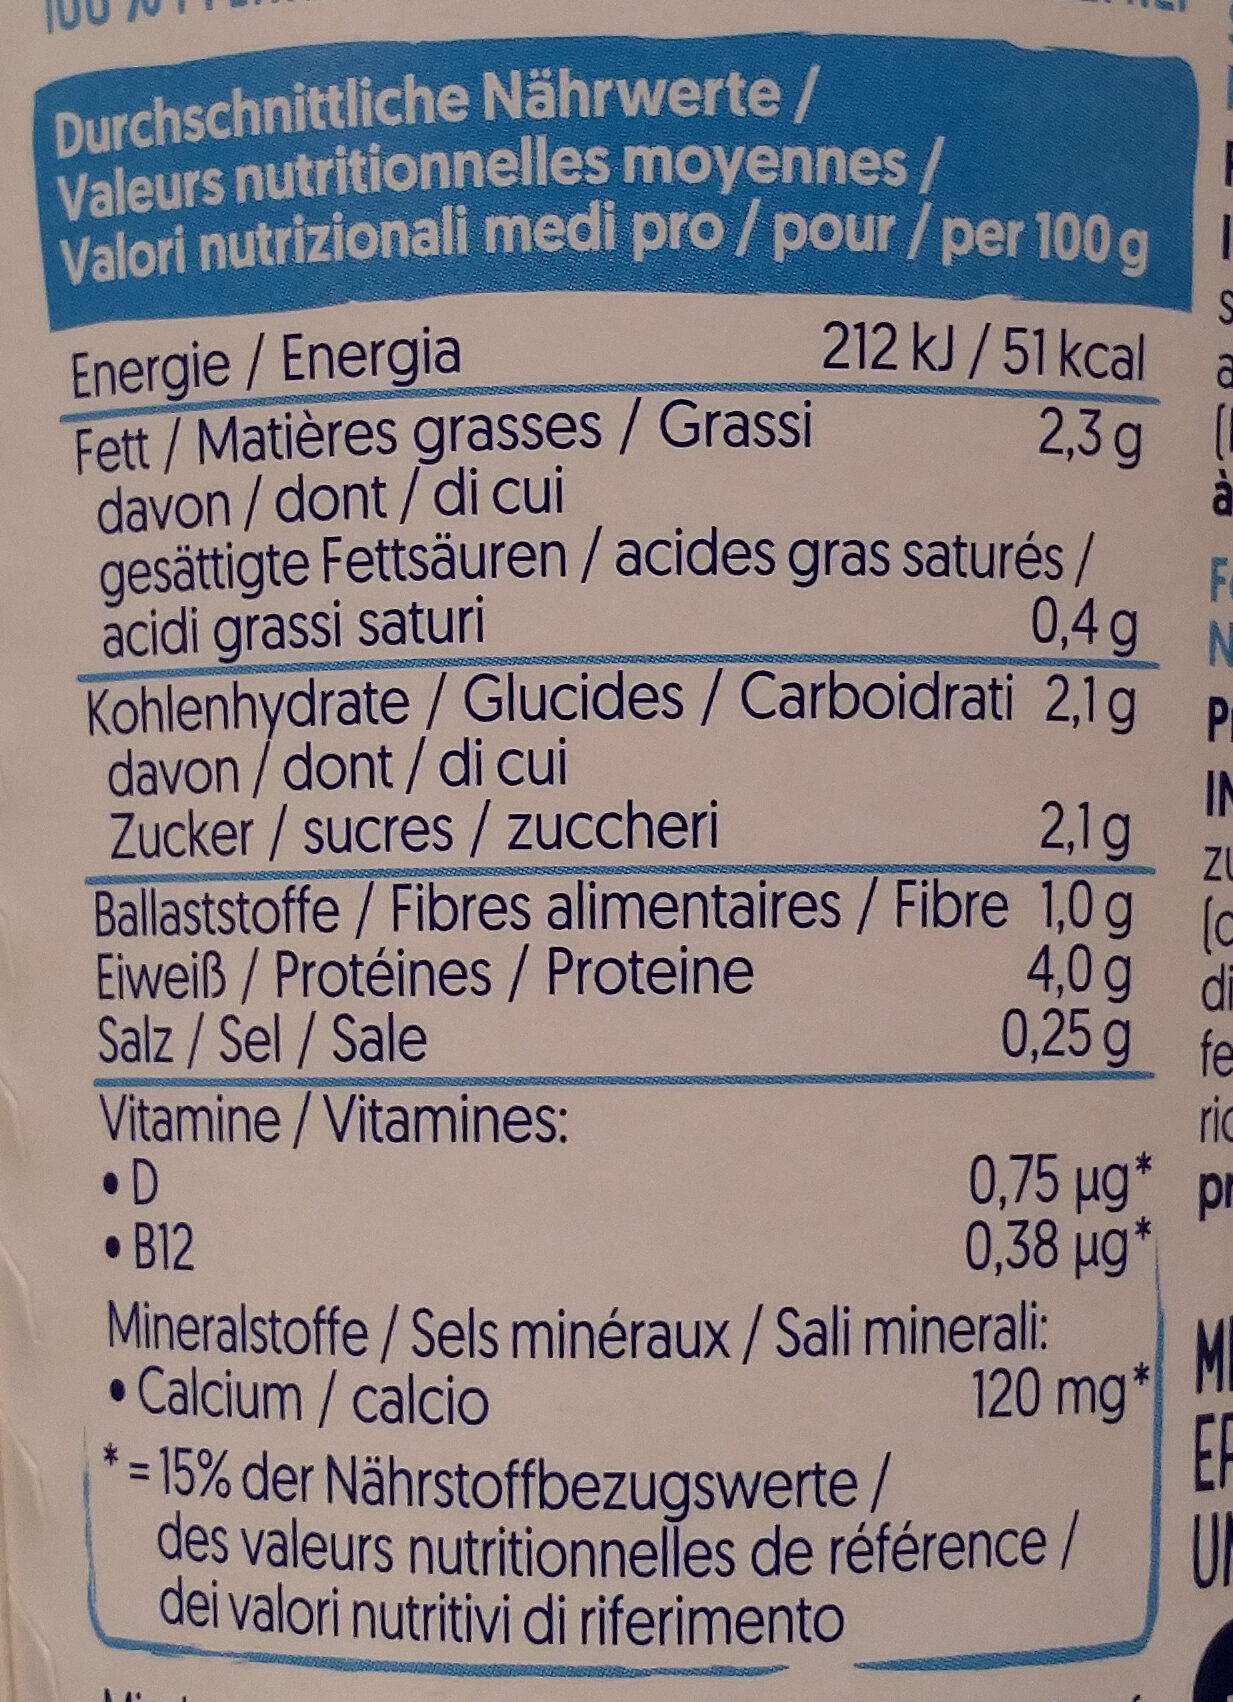 Durchschnittliche Nährwerte /
Valeurs nutritionnelles moyennes /
Valori nutrizionali medi pro / pour / per 100 g
Energie / Energia 212 kJ / 51 kcal
Fett / Matières grasses / Grassi 2,3 g
davon / dont / di cui
gesättigte Fettsäuren / acides gras saturés /
acidi grassi saturi 0,4 g
Kohlenhydrate / Glucides / Carboidrati 2,1 g
davon / dont / di cui
Zucker / sucres / zuccheri 2,1 g
Ballaststoffe / Fibres alimentaires / Fibre 1,0 g
Eiweiß / Protéines / Proteine 4,0 g
Salz / Sel / Sale 0,25 g
Vitamine / Vitamines:
• D 0,75 µg*
• B12 0,38 µg*
Mineralstoffe / Sels minéraux / Sali minerali:
• Calcium / calcio 120 mg*
* = 15% der Nährstoffbezugswerte /
des valeurs nutritionnelles de référence /
dei valori nutritivi di riferimento